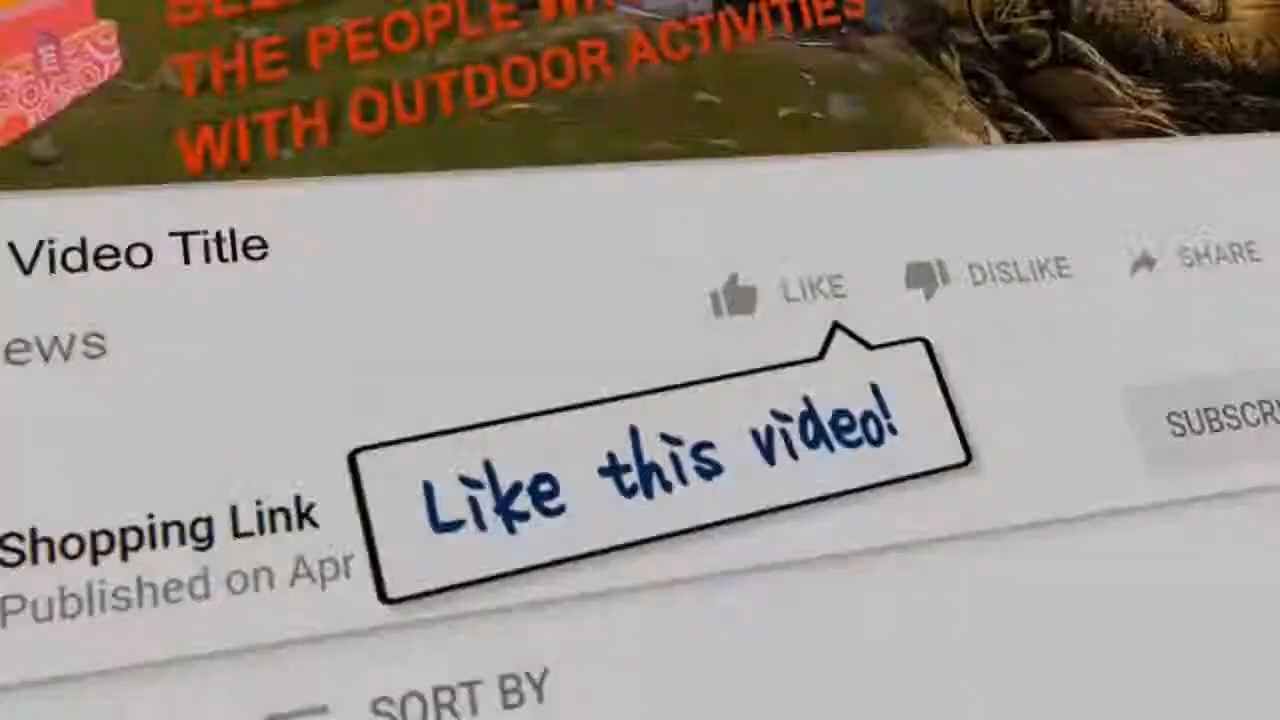 THE PEOPLE
WITH OUTDOOR ACTIVITIES
Video Title
LIKE DISLIKE SHARE
ews
Like this video!
SUBSCRI
Shopping Link
Published on Apr
SORT BY